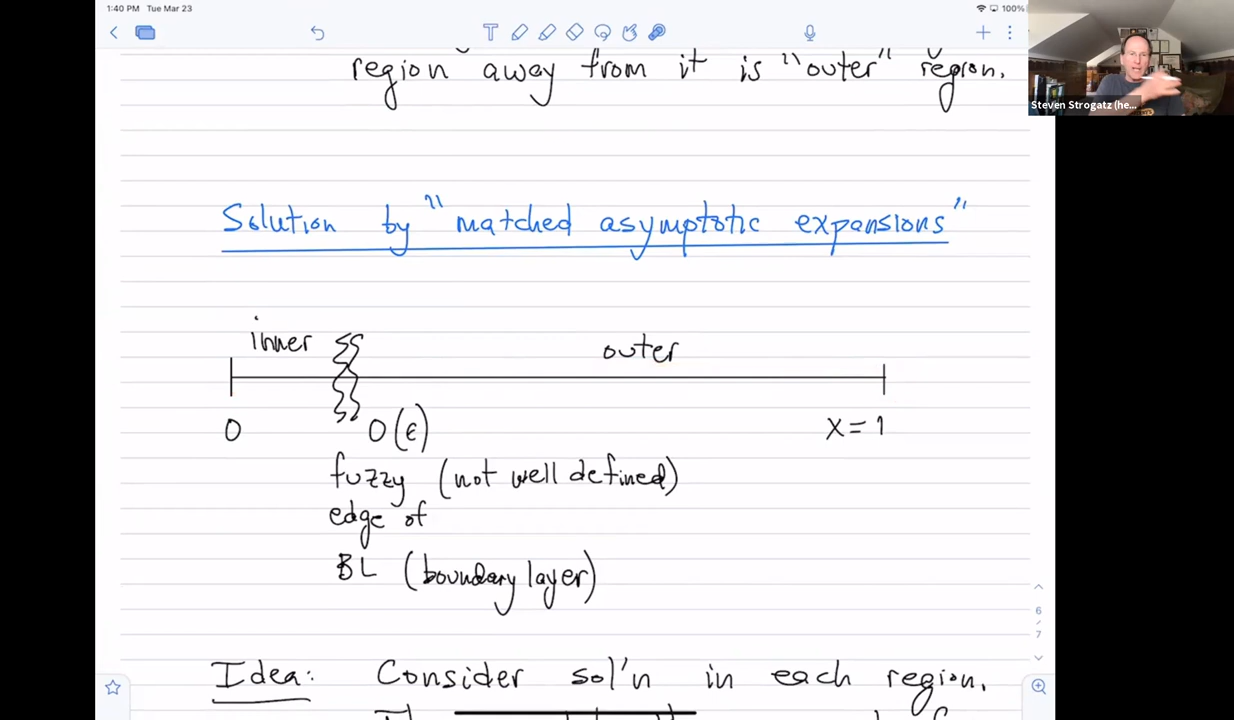 1:40 PM Tue Mar 23
100%
region away from it is "outer" region.
Steven Strogatz (he...
Solution by "matched asymptotic expansions"
inner
outer
0
O(ε)
x = 1
fuzzy (not well defined)
edge of
BL (boundary layer)
6
/
7
Idea: Consider sol'n in each region.